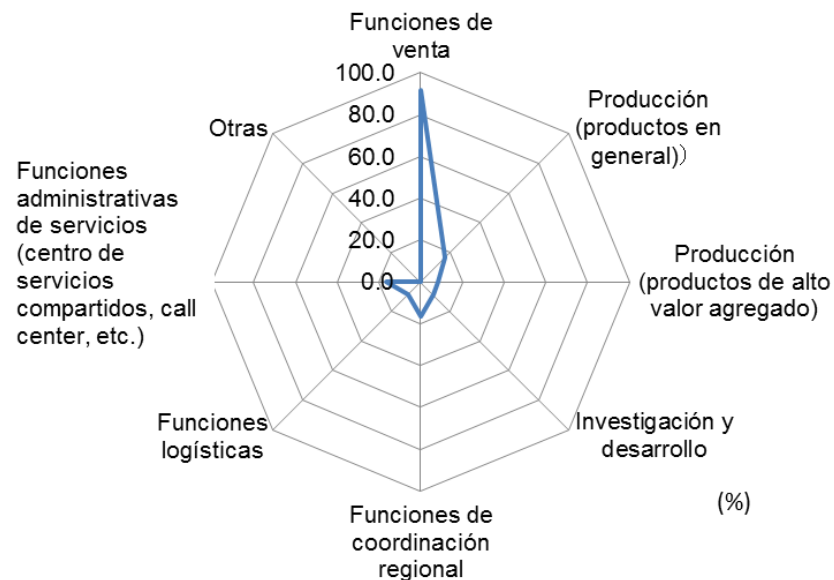 Funciones de
venta
100.0
80.0
60.0
40.0
20.0
0.0
Producción
(productos en
general)）
Producción
(productos de alto
valor agregado)
Investigación y
desarrollo
(%)
Funciones de
coordinación
regional
Funciones
logísticas
Funciones
administrativas
de servicios
(centro de
servicios
compartidos, call
center, etc.)
Otras